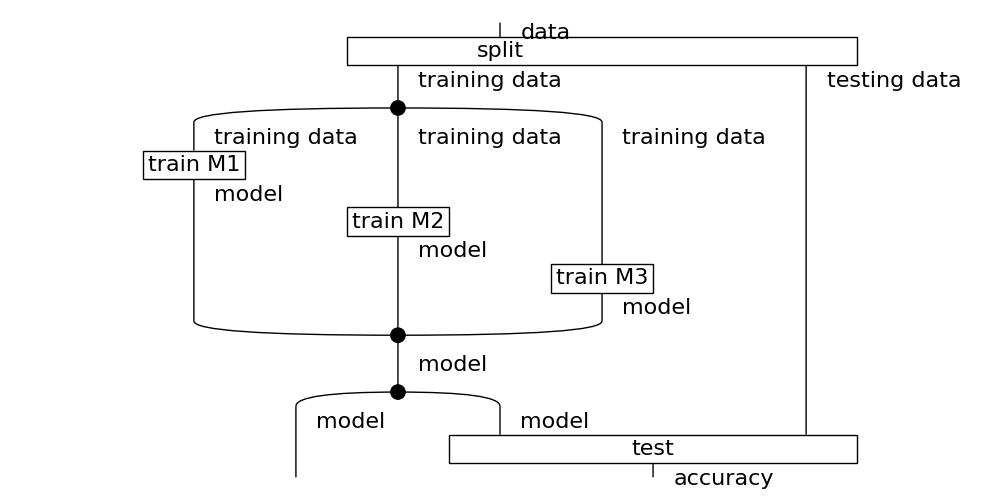 data
split
training data
testing data
training data
training data
training data
train M1
model
train M2
model
train M3
model
model
model
model
test
accuracy